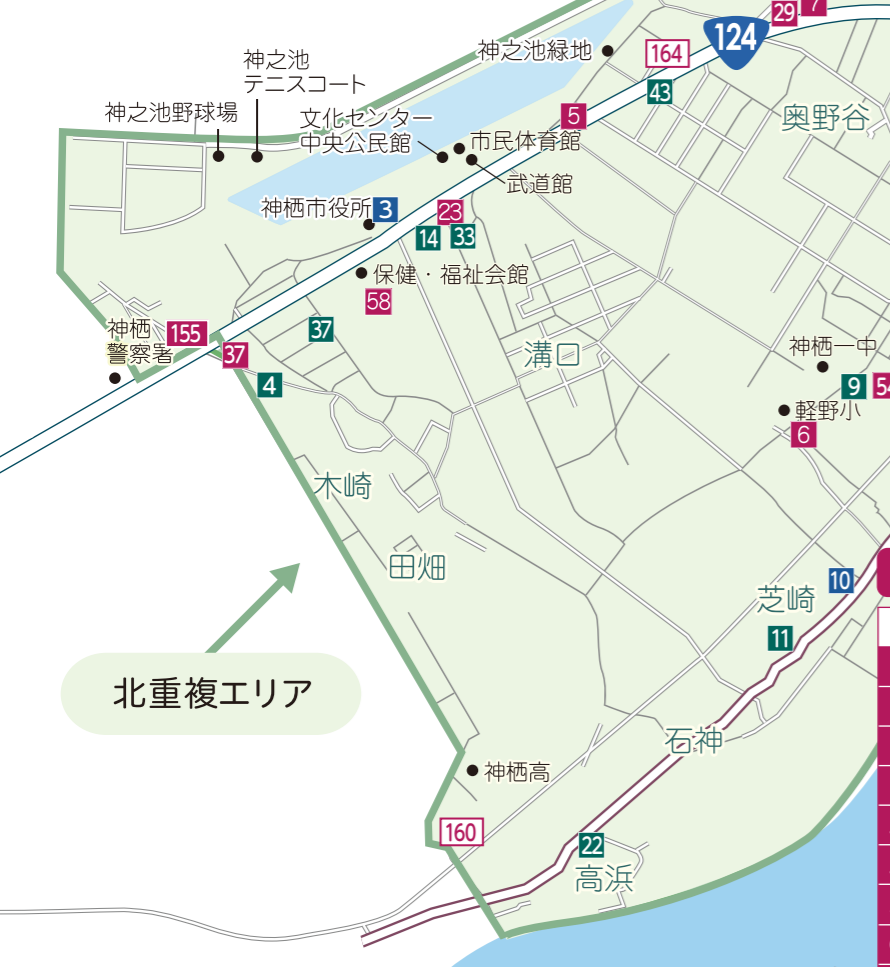 7
29
神之池緑地
164
124
神之池
テニスコート
43
神之池野球場
文化センター
中央公民館
5
奥野谷
市民体育館
武道館
神栖市役所
3
23
14
33
保健・福祉会館
58
神栖
警察署
155
37
37
溝口
神栖一中
4
9
54
軽野小
6
木崎
田畑
10
芝崎
11
北重複エリア
石神
神栖高
160
22
高浜